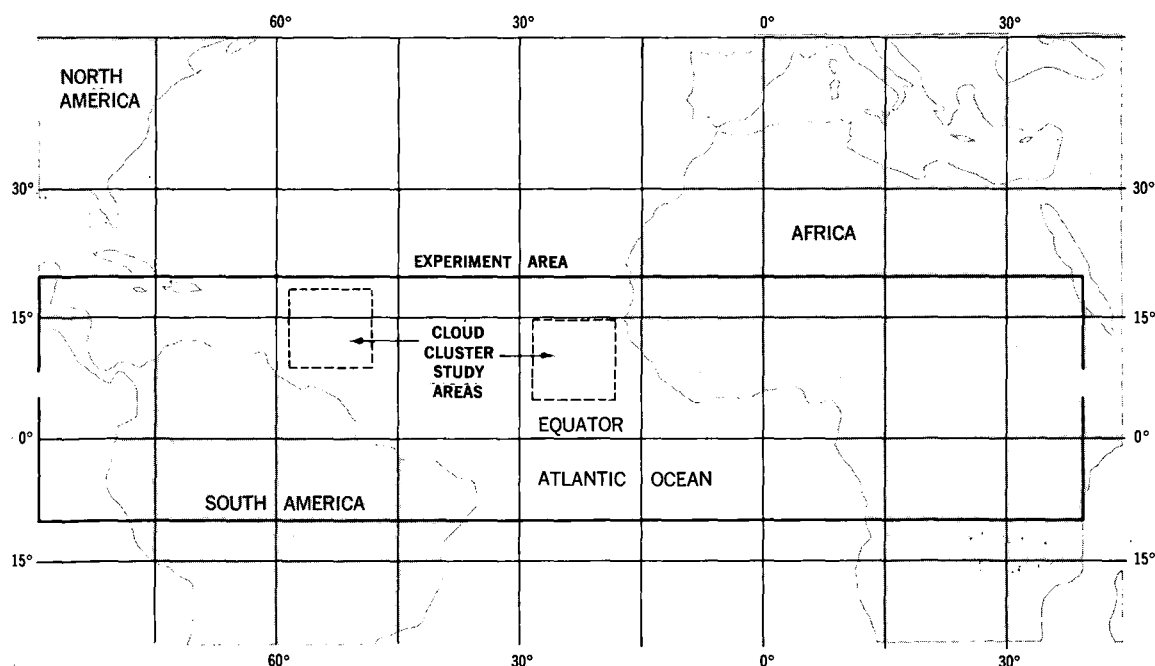 60° 30° 0° 30°
NORTH
AMERICA
30° 30°
AFRICA
EXPERIMENT AREA
15° 15°
CLOUD
CLUSTER
STUDY
AREAS
EQUATOR
0° 0°
ATLANTIC OCEAN
SOUTH AMERICA
15° 15°
60° 30° 0° 30°